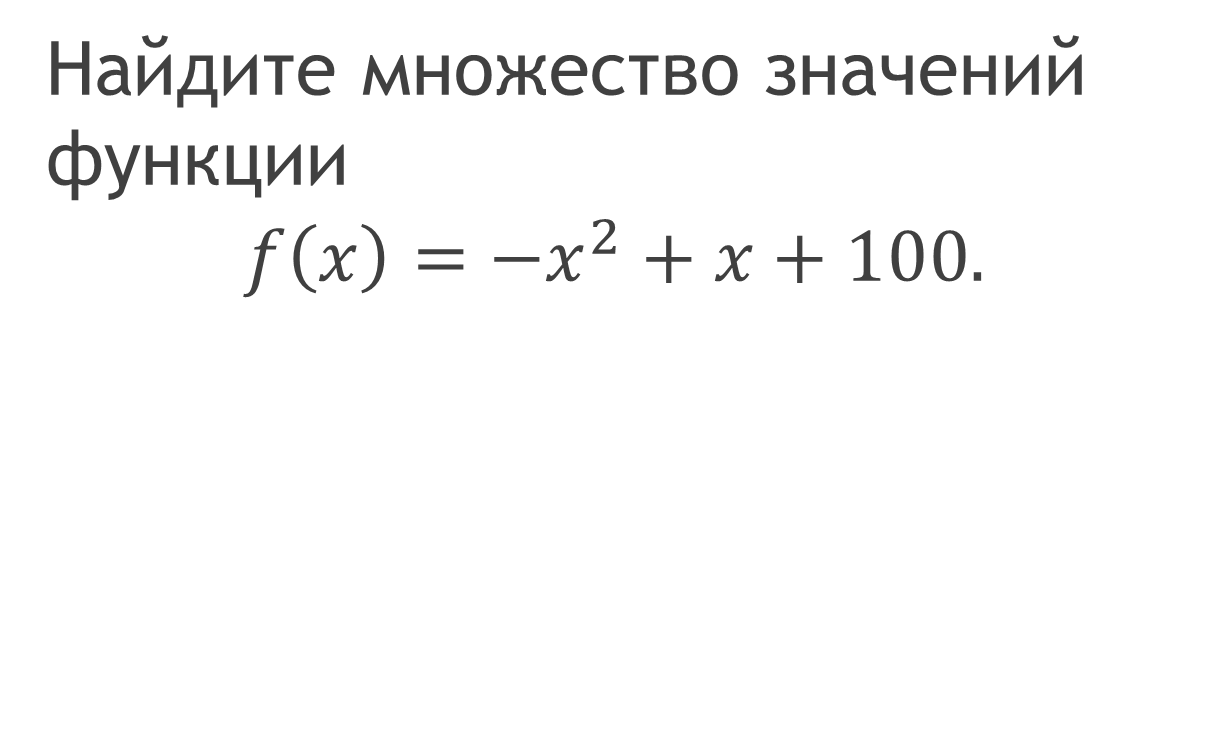 Найдите множество значений
функции
𝑓(𝑥) = −𝑥² + 𝑥 + 100.